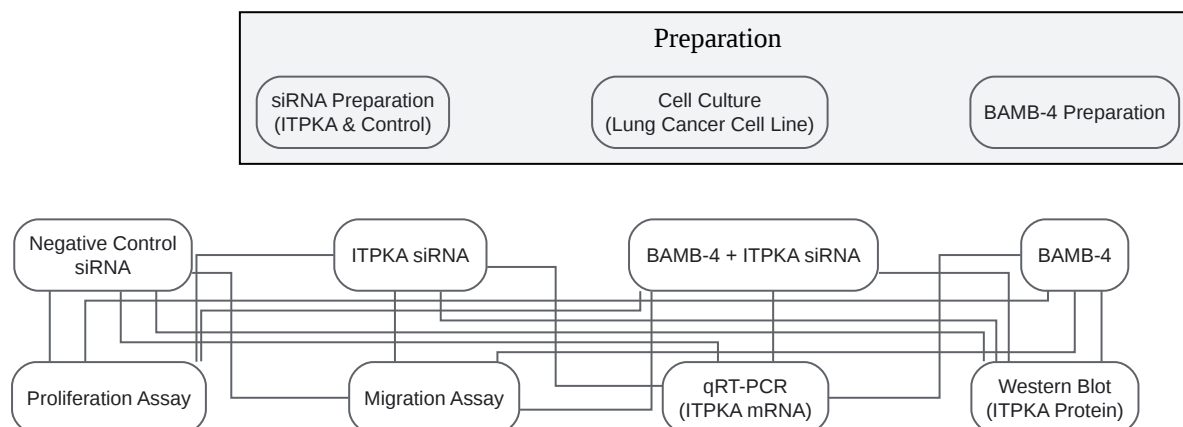 Preparation
siRNA Preparation
(ITPKA & Control)
Cell Culture
(Lung Cancer Cell Line)
BAMB-4 Preparation
Negative Control
siRNA
ITPKA siRNA
BAMB-4 + ITPKA siRNA
BAMB-4
Proliferation Assay
Migration Assay
qRT-PCR
(ITPKA mRNA)
Western Blot
(ITPKA Protein)